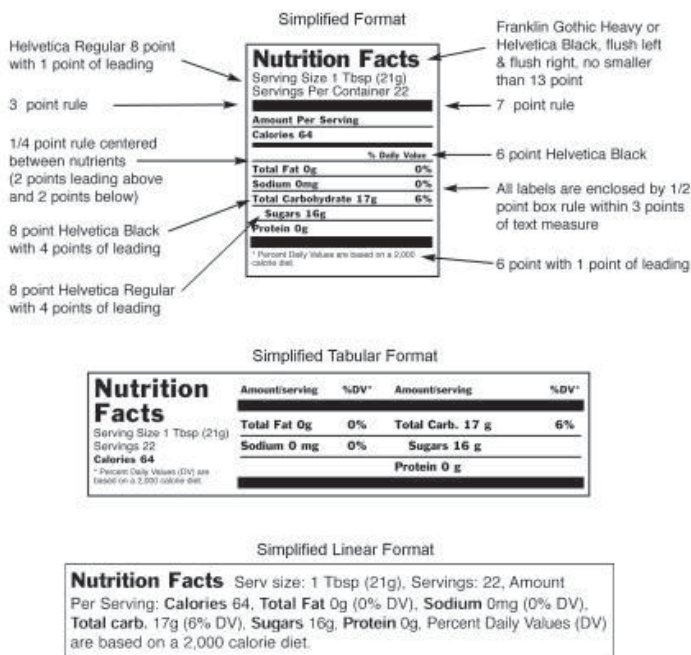 Simplified Format
Helvetica Regular 8 point
with 1 point of leading
3 point rule
1/4 point rule centered
between nutrients
(2 points leading above
and 2 points below)
8 point Helvetica Black
with 4 points of leading
8 point Helvetica Regular
with 4 points of leading
Nutrition Facts
Serving Size 1 Tbsp (21g)
Servings Per Container 22
Amount Per Serving
Calories 64
% Daily Value
Total Fat 0g 0%
Sodium 0mg 0%
Total Carbohydrate 17g 6%
Sugars 16g
Protein 0g
* Percent Daily Values are based on a 2,000
calorie diet.
Franklin Gothic Heavy or
Helvetica Black, flush left
& flush right, no smaller
than 13 point
7 point rule
6 point Helvetica Black
All labels are enclosed by 1/2
point box rule within 3 points
of text measure
6 point with 1 point of leading
Simplified Tabular Format
Nutrition
Facts
Serving Size 1 Tbsp (21g)
Servings 22
Calories 64
* Percent Daily Values (DV) are
based on a 2,000 calorie diet.
Amount/serving %DV* Amount/serving %DV*
Total Fat 0g 0% Total Carb. 17 g 6%
Sodium 0 mg 0% Sugars 16 g
Protein 0 g
Simplified Linear Format
Nutrition Facts Serv size: 1 Tbsp (21g), Servings: 22, Amount
Per Serving: Calories 64, Total Fat 0g (0% DV), Sodium 0mg (0% DV),
Total carb. 17g (6% DV), Sugars 16g, Protein 0g, Percent Daily Values (DV)
are based on a 2,000 calorie diet.